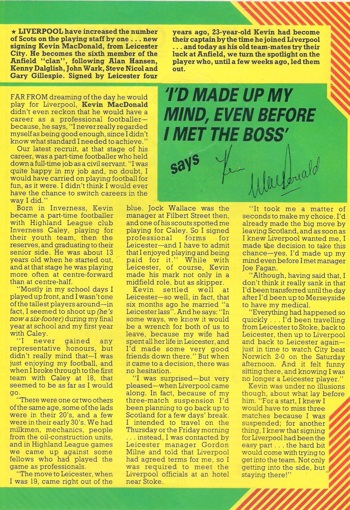 ★ LIVERPOOL have increased the number
of Scots on the playing staff by one . . . new
signing Kevin MacDonald, from Leicester
City. He becomes the sixth member of the
Anfield "clan", following Alan Hansen,
Kenny Dalglish, John Wark, Steve Nicol and
Gary Gillespie. Signed by Leicester four
years ago, 23-year-old Kevin had become
their captain by the time he joined Liverpool
. . . and today as his old team-mates try their
luck at Anfield, we turn the spotlight on the
player who, until a few weeks ago, led them
out.
'I'D MADE UP MY
MIND, EVEN BEFORE
I MET THE BOSS'
says
K MacDonald
FAR FROM dreaming of the day he would
play for Liverpool, Kevin MacDonald
didn't even reckon that he would have a
career as a professional footballer—
because, he says, "I never really regarded
myself as being good enough, since I didn't
know what standard I needed to achieve."
Our latest recruit, at that stage of his
career, was a part-time footballer who held
down a full-time job as a civil servant. "I was
quite happy in my job and, no doubt, I
would have carried on playing football for
fun, as it were. I didn't think I would ever
have the chance to switch careers in the
way I did."
Born in Inverness, Kevin
became a part-time footballer
with Highland League club
Inverness Caley, playing for
their youth team, then the
reserves, and graduating to their
senior side. He was about 13
years old when he started out,
and at that stage he was playing
more often at centre-forward
than at centre-half.
"Mostly in my school days I
played up front, and I wasn't one
of the tallest players around—in
fact, I seemed to shoot up (he's
now a six-footer) during my final
year at school and my first year
with Caley.
"I never gained any
representative honours, but
didn't really mind that—I was
just enjoying my football, and
when I broke through to the first
team with Caley at 18, that
seemed to be as far as I would
go.
"There were one or two others
of the same age, some of the lads
were in their 20's, and a few
were in their early 30's. We had
milkmen, mechanics, people
from the oil-construction units,
and in Highland League games
we came up against some
fellows who had played the
game as professionals.
"The move to Leicester, when
I was 19, came right out of the
blue. Jock Wallace was the
manager at Filbert Street then,
and one of his scouts spotted me
playing for Caley. So I signed
professional forms for
Leicester—and I have to admit
that I enjoyed playing and being
paid for it." While with
Leicester, of course, Kevin
made his mark not only in a
midfield role, but as skipper.
Kevin settled well at
Leicester—so well, in fact, that
six months ago he married "a
Leicester lass". And he says: "In
some ways, we knew it would
be a wrench for both of us to
leave, because my wife had
spent all her life in Leicester, and
I'd made some very good
friends down there." But when
it came to a decision, there was
no hesitation.
"I was surprised—but very
pleased—when Liverpool came
along. In fact, because of my
three-match suspension I'd
been planning to go back up to
Scotland for a few days' break.
I intended to travel on the
Thursday or the Friday morning
. . . instead, I was contacted by
Leicester manager Gordon
Milne and told that Liverpool
had agreed terms for me, so I
was required to meet the
Liverpool officials at an hotel
near Stoke.
"It took me a matter of
seconds to make my choice. I'd
already made the big move by
leaving Scotland, and as soon as
I knew Liverpool wanted me, I
made the decision to take this
chance—yes, I'd made up my
mind even before I met manager
Joe Fagan.
"Although, having said that, I
don't think it really sank in that
I'd been transferred until the day
after I'd been up to Merseyside
to have my medical.
"Everything had happened so
quickly . . . I'd been travelling
from Leicester to Stoke, back to
Leicester, then up to Liverpool
and back to Leicester again—
just in time to watch City beat
Norwich 2-0 on the Saturday
afternoon. And it felt funny
sitting there, and knowing I was
no longer a Leicester player."
Kevin was under no illusions
though, about what lay before
him. "For a start, I knew I
would have to miss three
matches because I was
suspended; for another
thing, I knew that signing
for Liverpool had been the
easy part . . . the hard bit
would come with trying to
get into the team. Not only
getting into the side, but
staying there!"